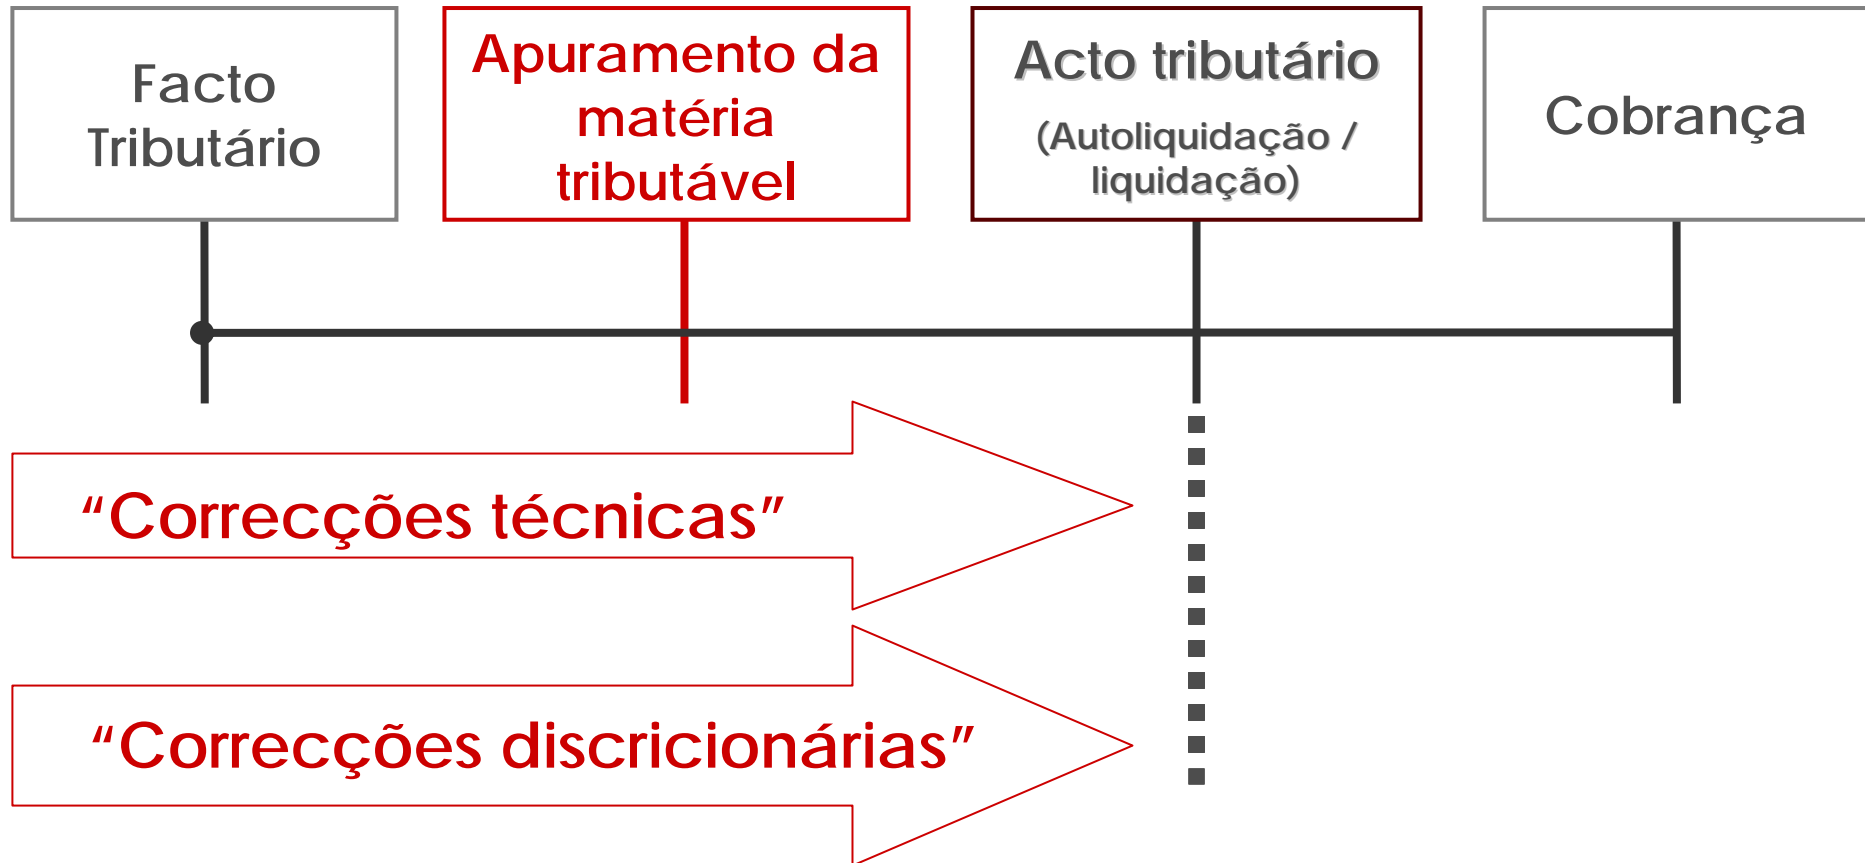 Facto
Tributário
Apuramento da
matéria
tributável
Acto tributário
(Autoliquidação /
liquidação)
Cobrança
“Correcções técnicas”
“Correcções discricionárias”